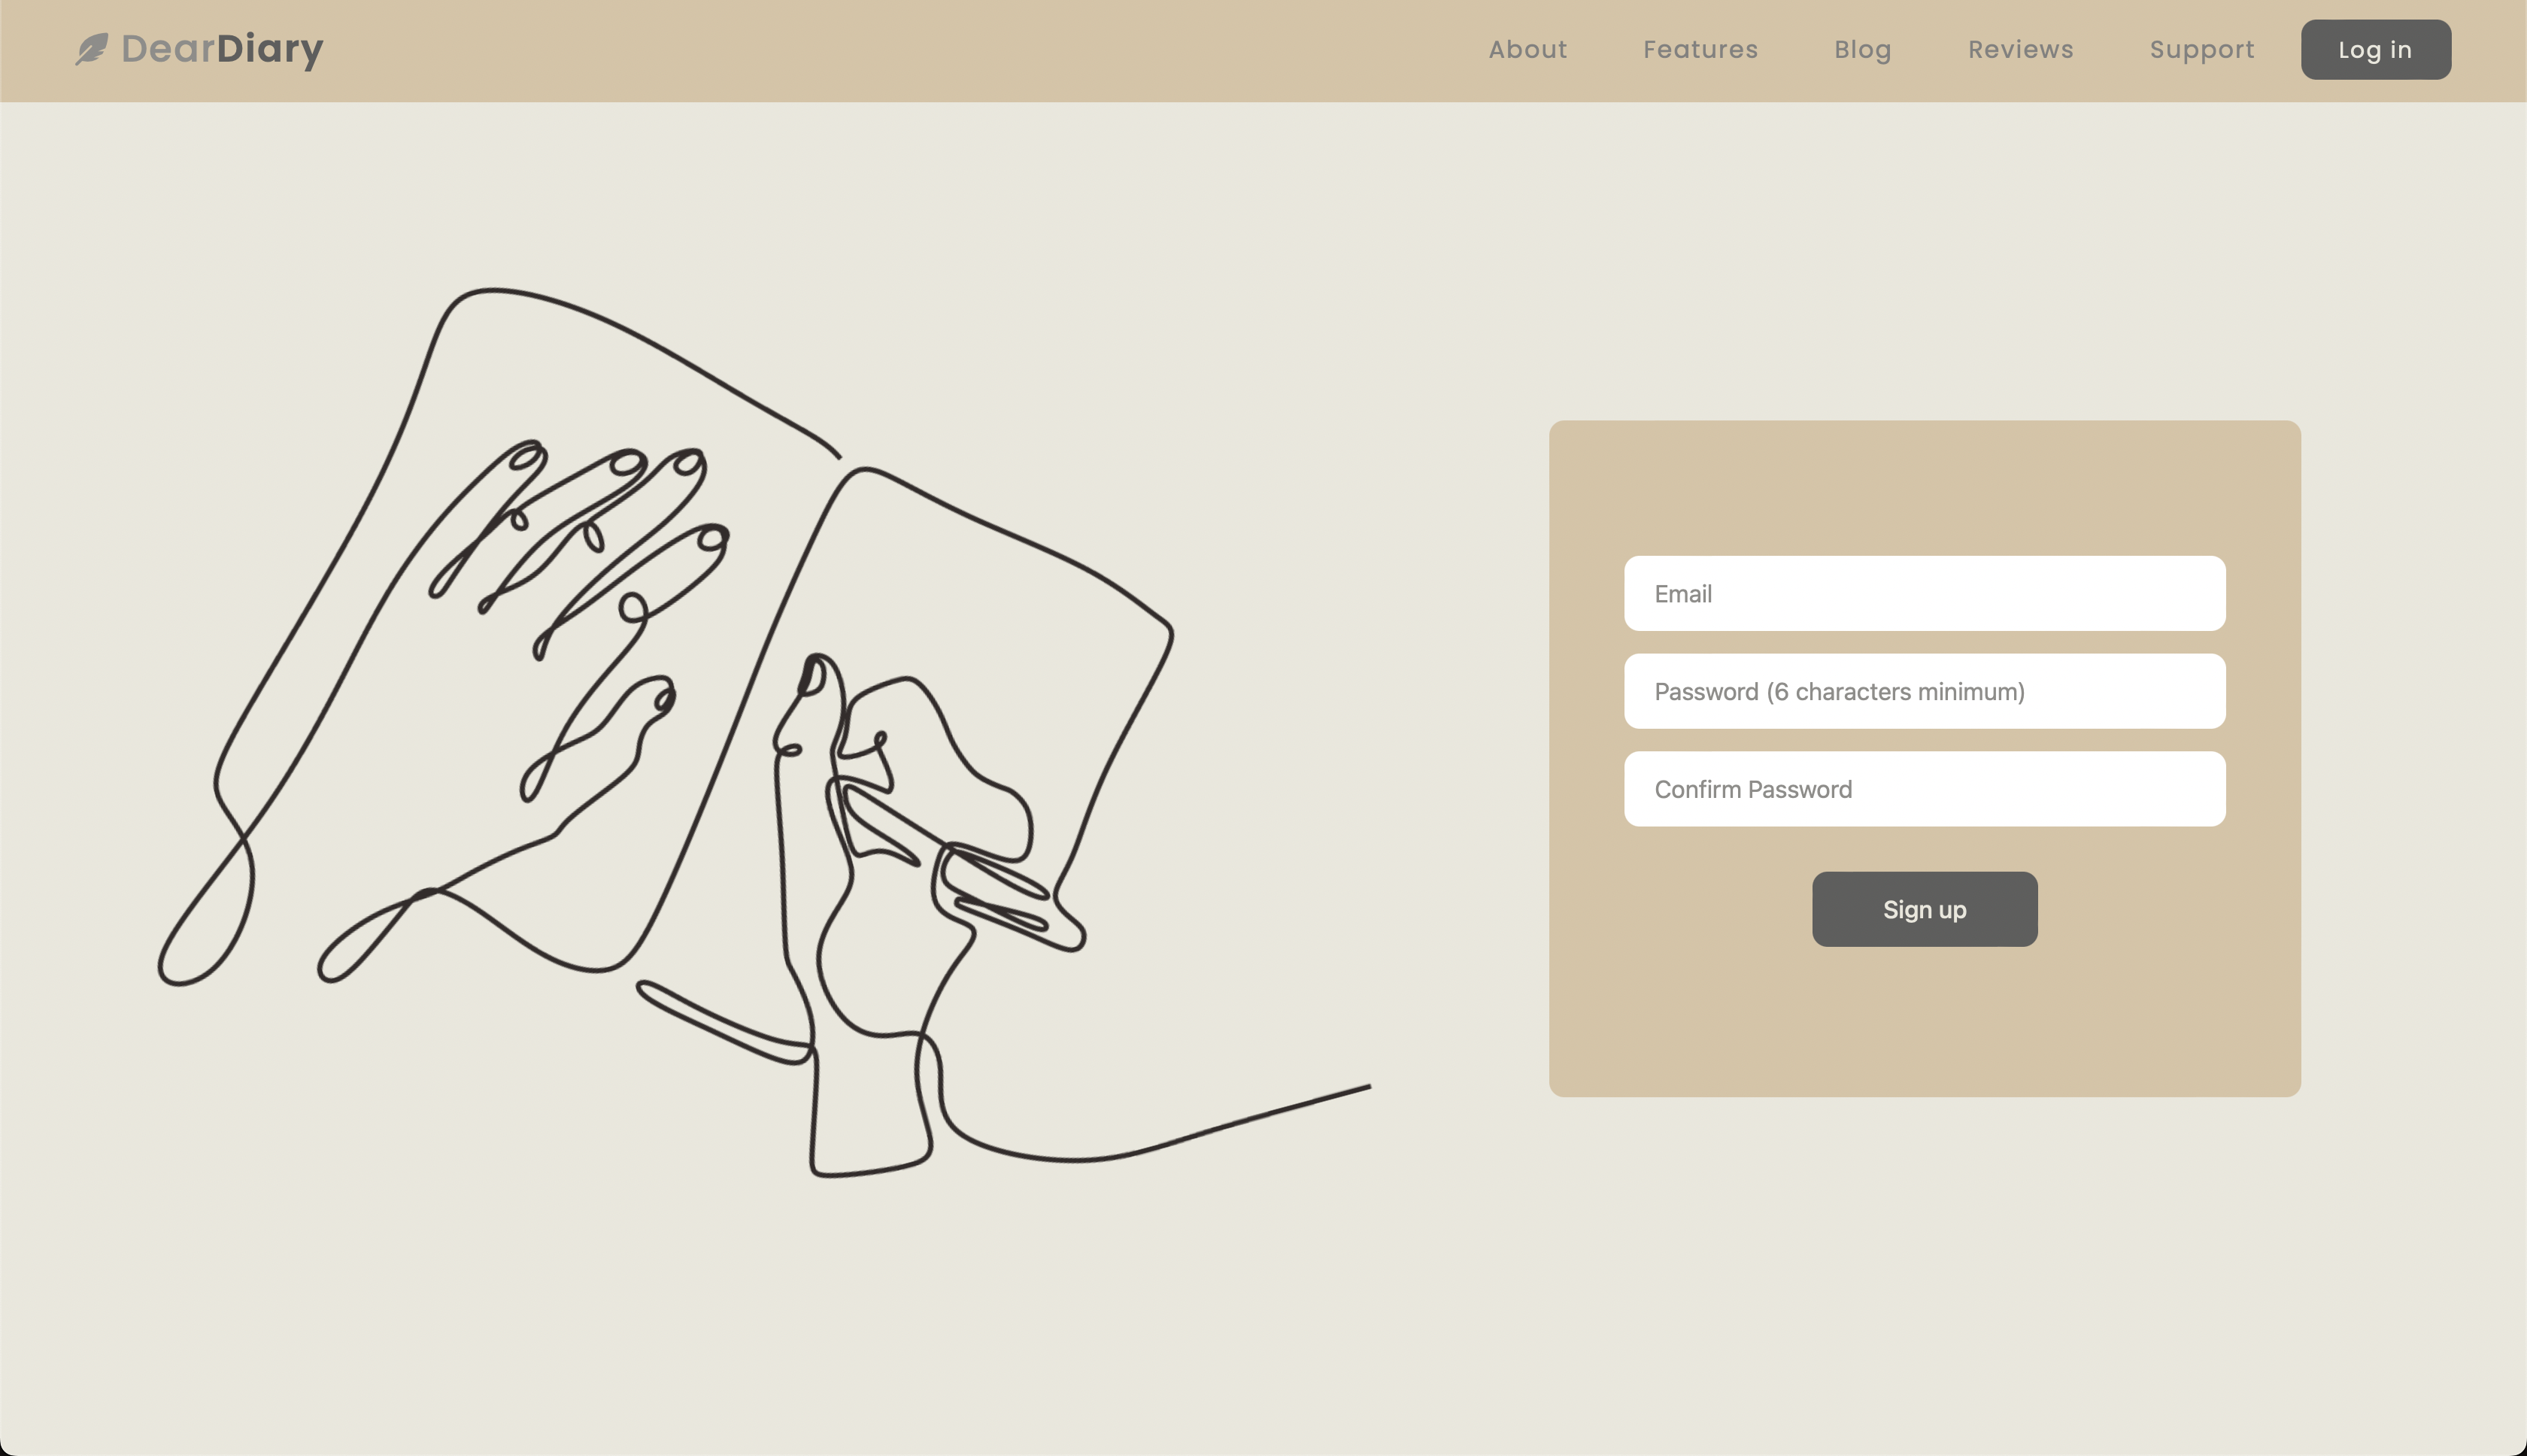 DearDiary
About Features Blog Reviews Support Log in
Email
Password (6 characters minimum)
Confirm Password
Sign up